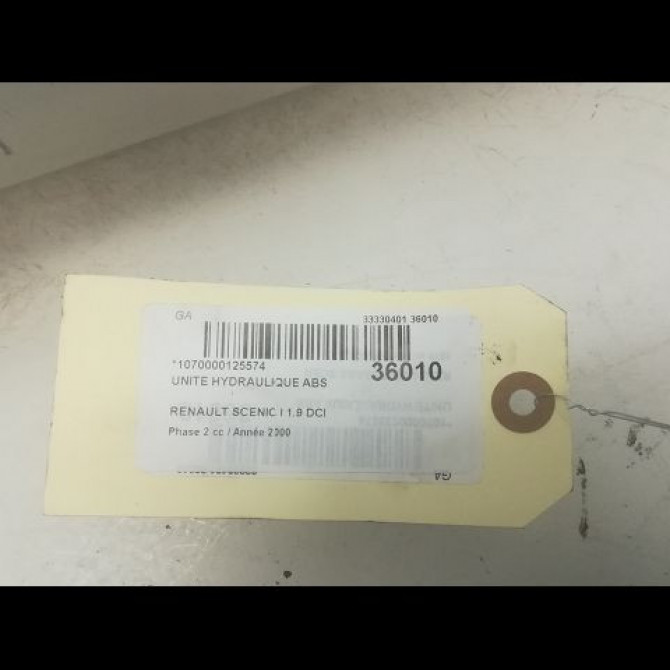 GA 33330401 36010
*1070000125574 36010
UNITE HYDRAULIQUE ABS
RENAULT SCENIC I 1.9 DCI
Phase 2 cc / Année 2000
GA